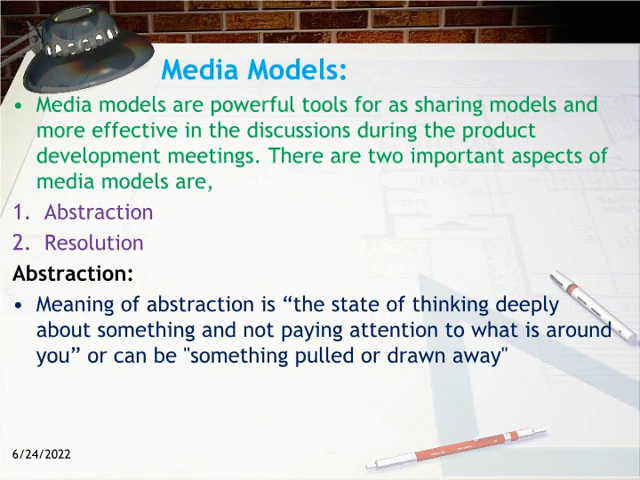 Media Models:
• Media models are powerful tools for as sharing models and
more effective in the discussions during the product
development meetings. There are two important aspects of
media models are,
1. Abstraction
2. Resolution
Abstraction:
• Meaning of abstraction is “the state of thinking deeply
about something and not paying attention to what is around
you” or can be "something pulled or drawn away"
6/24/2022